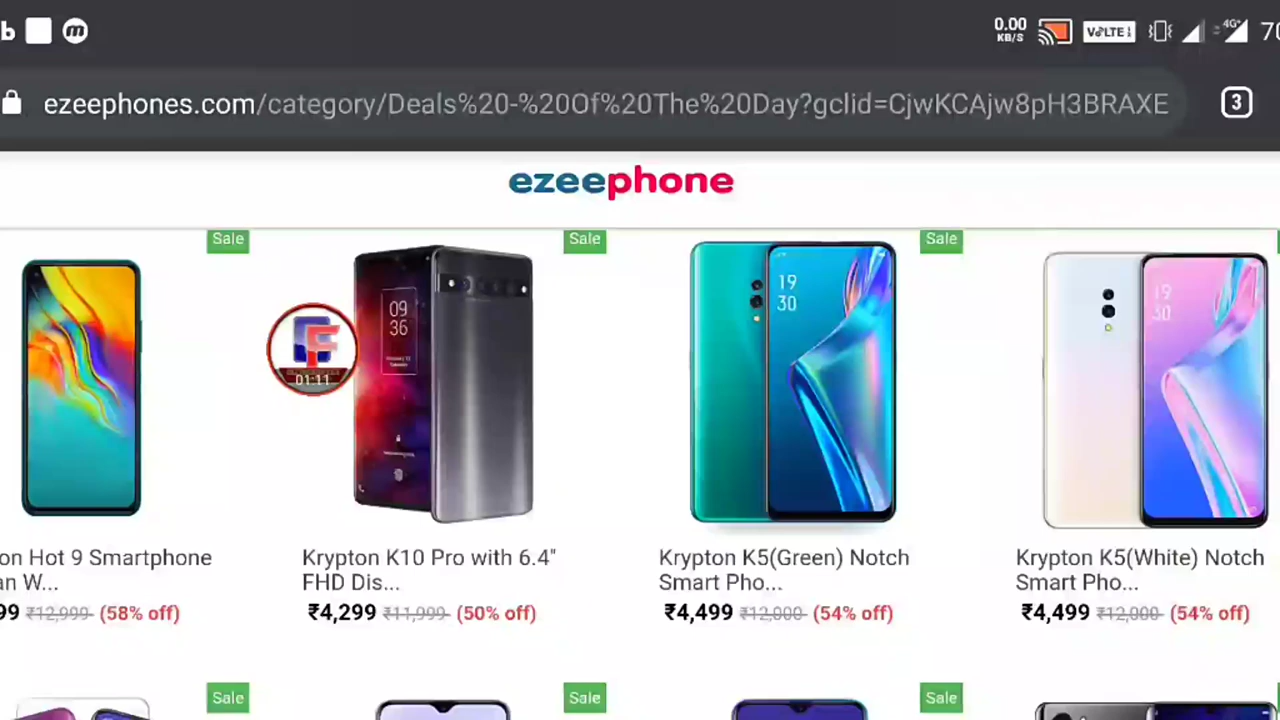 b m 0.00 KB/S VoLTE 4G+ 70
ezeephones.com/category/Deals%20-%20Of%20The%20Day?gclid=CjwKCAjw8pH3BRAXE 3
ezeephone
Sale Sale Sale
09
36
19
30
19
30
01:11
on Hot 9 Smartphone
an W...
99 ₹12,999 (58% off)
Krypton K10 Pro with 6.4"
FHD Dis...
₹4,299 ₹11,999 (50% off)
Krypton K5(Green) Notch
Smart Pho...
₹4,499 ₹12,000 (54% off)
Krypton K5(White) Notch
Smart Pho...
₹4,499 ₹12,000 (54% off)
Sale Sale Sale